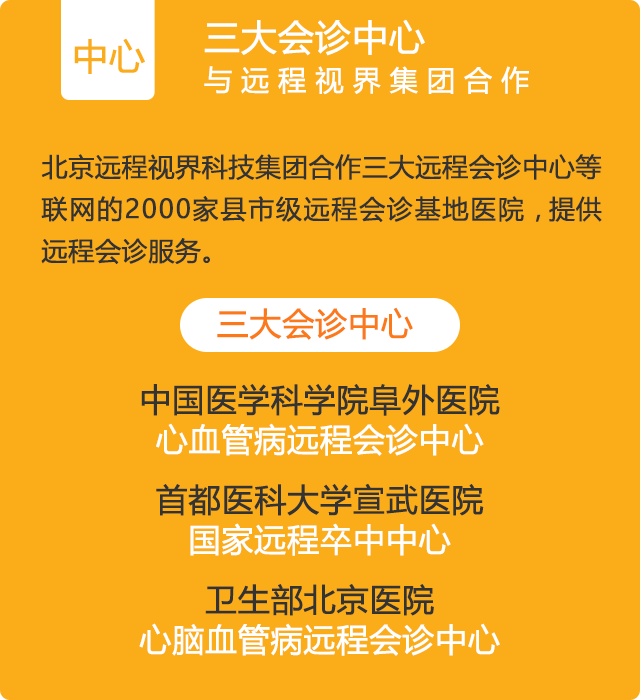 中心
三大会诊中心
与远程视界集团合作
北京远程视界科技集团合作三大远程会诊中心等
联网的2000家县市级远程会诊基地医院，提供
远程会诊服务。
三大会诊中心
中国医学科学院阜外医院
心血管病远程会诊中心
首都医科大学宣武医院
国家远程卒中中心
卫生部北京医院
心脑血管病远程会诊中心